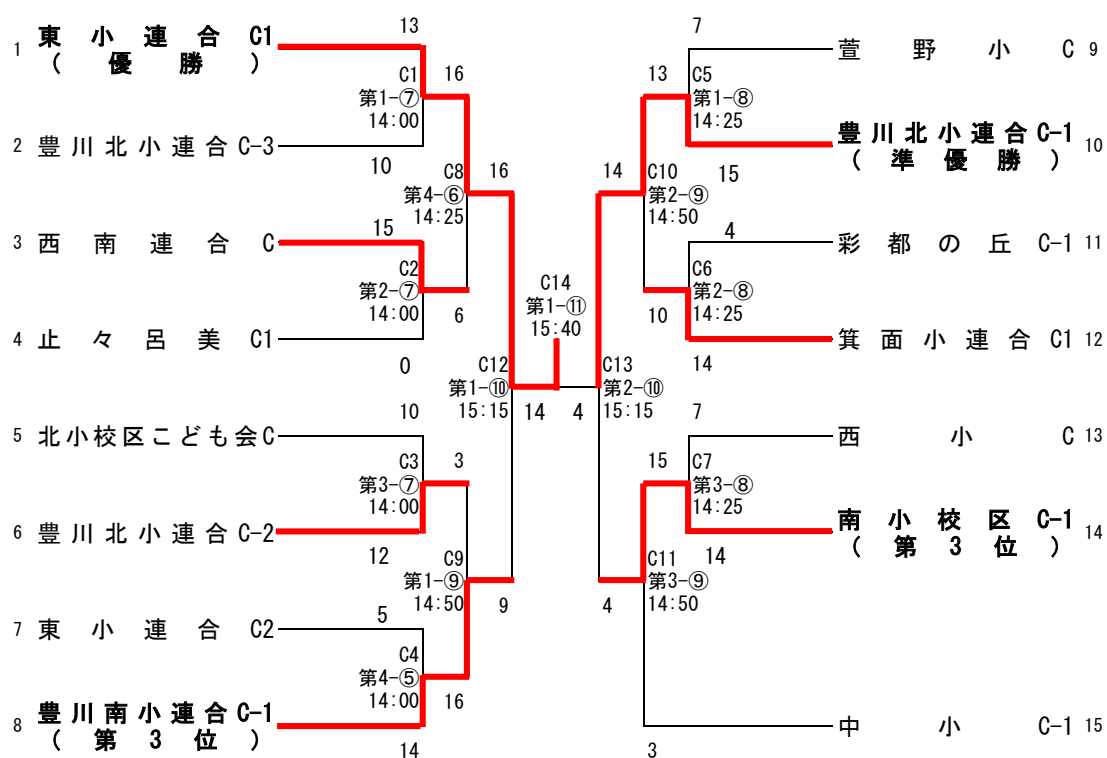 13
1 東小連合 C1
(優勝)
16
C1
第1-⑦
14:00
2 豊川北小連合C-3
10
C8
第4-⑥
14:25
16
15
3 西南連合 C
C2
第2-⑦
14:00
6
4 止々呂美 C1
0
C12
第1-⑩
15:15
14
10
5 北小校区こども会C
C3
第3-⑦
14:00
3
6 豊川北小連合C-2
12
C9
第1-⑨
14:50
9
5
7 東小連合 C2
C4
第4-⑤
14:00
16
8 豊川南小連合C-1
(第3位)
14
C14
第1-⑪
15:40
4
7
萱野小 C 9
13
C5
第1-⑧
14:25
豊川北小連合C-1 10
(準優勝)
15
14
C10
第2-⑨
14:50
4
彩都の丘 C-1 11
C6
第2-⑧
14:25
10
箕面小連合 C1 12
14
C13
第2-⑩
15:15
7
西小 C 13
15
C7
第3-⑧
14:25
南小校区 C-1 14
(第3位)
14
C11
第3-⑨
14:50
4
中小 C-1 15
3